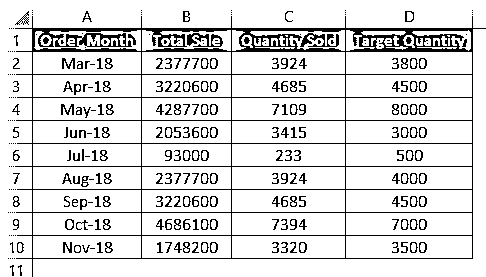 A B C D
1 Order Month Total Sale Quantity Sold Target Quantity
2 Mar-18 2377700 3924 3800
3 Apr-18 3220600 4685 4500
4 May-18 4287700 7109 8000
5 Jun-18 2053600 3415 3000
6 Jul-18 93000 233 500
7 Aug-18 2377700 3924 4000
8 Sep-18 3220600 4685 4500
9 Oct-18 4686100 7394 7000
10 Nov-18 1748200 3320 3500
11